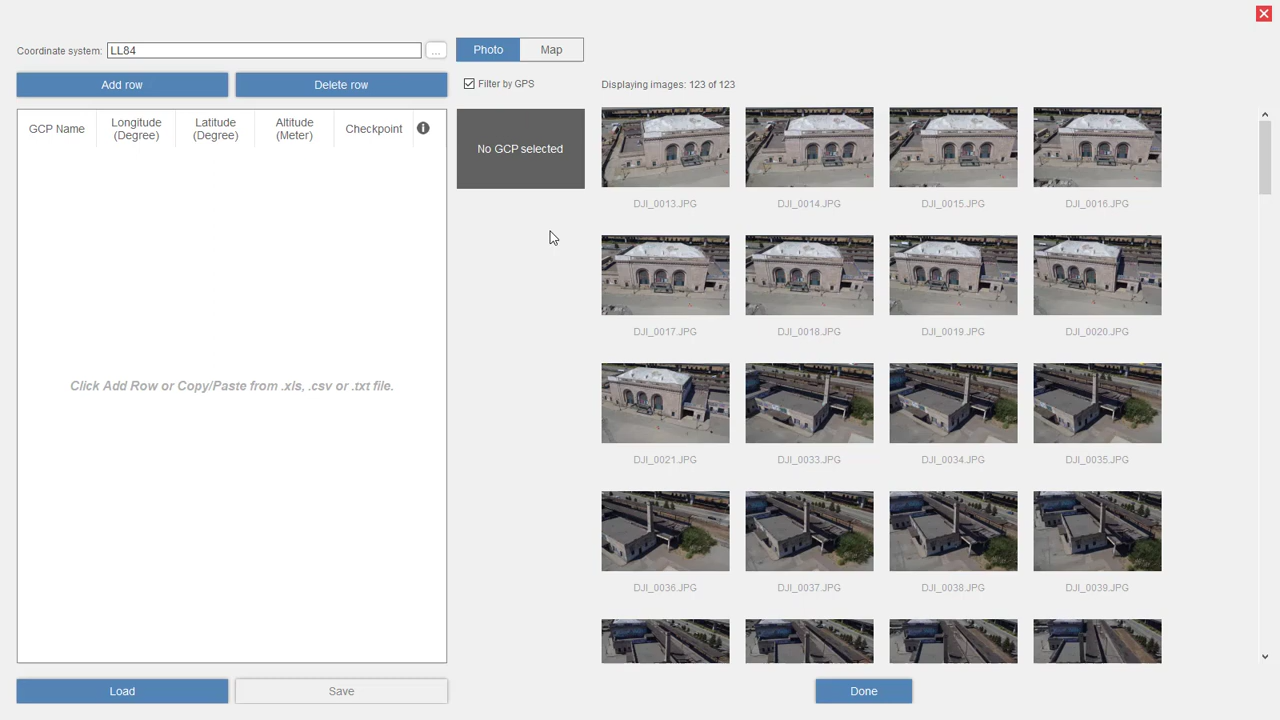 Coordinate system: LL84 ...
Photo Map
Add row Delete row
Filter by GPS
Displaying images: 123 of 123
GCP Name
Longitude
(Degree)
Latitude
(Degree)
Altitude
(Meter)
Checkpoint
No GCP selected
Click Add Row or Copy/Paste from .xls, .csv or .txt file.
DJI_0013.JPG DJI_0014.JPG DJI_0015.JPG DJI_0016.JPG
DJI_0017.JPG DJI_0018.JPG DJI_0019.JPG DJI_0020.JPG
DJI_0021.JPG DJI_0033.JPG DJI_0034.JPG DJI_0035.JPG
DJI_0036.JPG DJI_0037.JPG DJI_0038.JPG DJI_0039.JPG
Load Save
Done